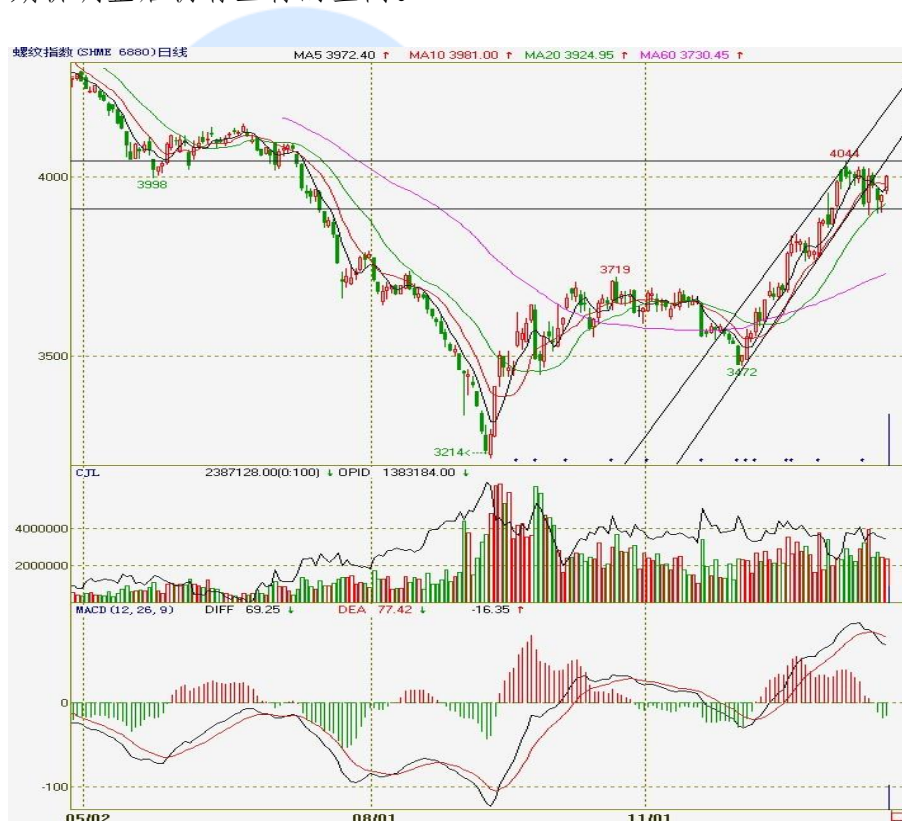 螺纹指数(SHME 6880)日线 MA5 3972.40 ↑ MA10 3981.00 ↑ MA20 3924.95 ↑ MA60 3730.45 ↑
4044
4000
3998
3719
3500
3472
3214<--
CJL 2387128.00(0:100) ↓ OPID 1383184.00 ↓
4000000
2000000
MACD(12,26,9) DIFF 69.25 ↓ DEA 77.42 ↓ -16.35 ↑
0
-100
05/02 08/01 11/01